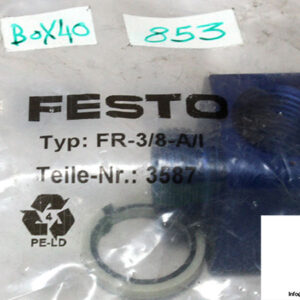 BOX40
853
FESTO
Typ: FR-3/8-A/I
Teile-Nr.: 3587
4
PE-LD